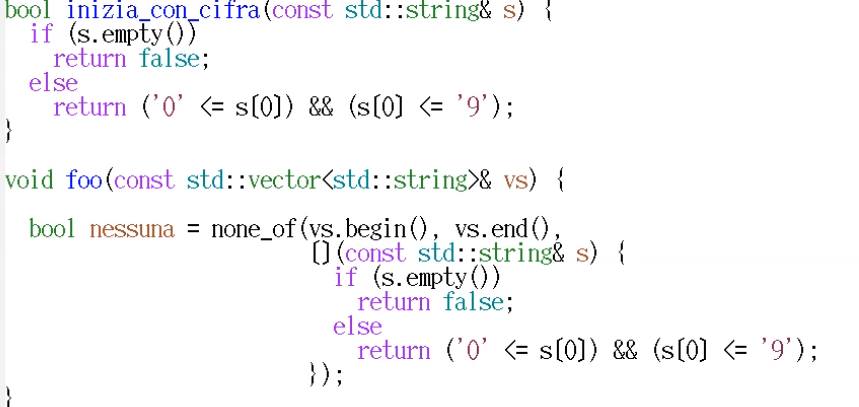 bool inizia_con_cifra(const std::string& s) {
  if (s.empty())
    return false;
  else
    return ('0' <= s[0]) && (s[0] <= '9');
}

void foo(const std::vector<std::string>& vs) {

  bool nessuna = none_of(vs.begin(), vs.end(),
                         [](const std::string& s) {
                           if (s.empty())
                             return false;
                           else
                             return ('0' <= s[0]) && (s[0] <= '9');
                         });
}